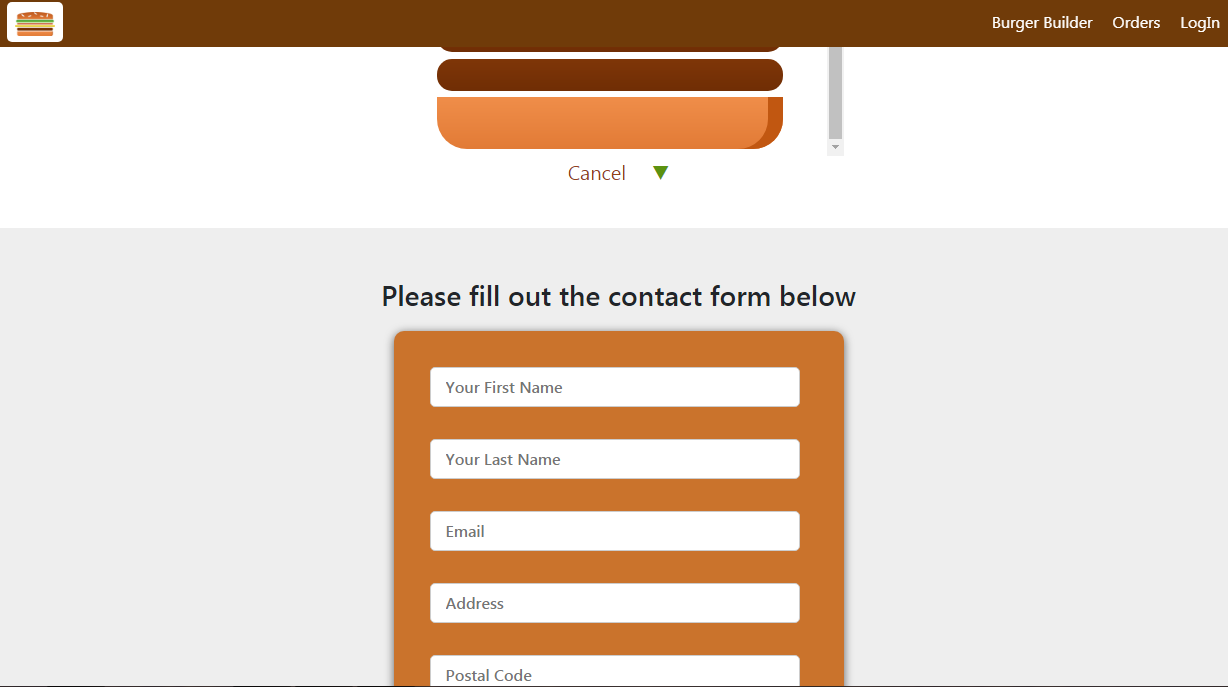 Burger Builder Orders LogIn
Cancel ▼
Please fill out the contact form below
Your First Name
Your Last Name
Email
Address
Postal Code